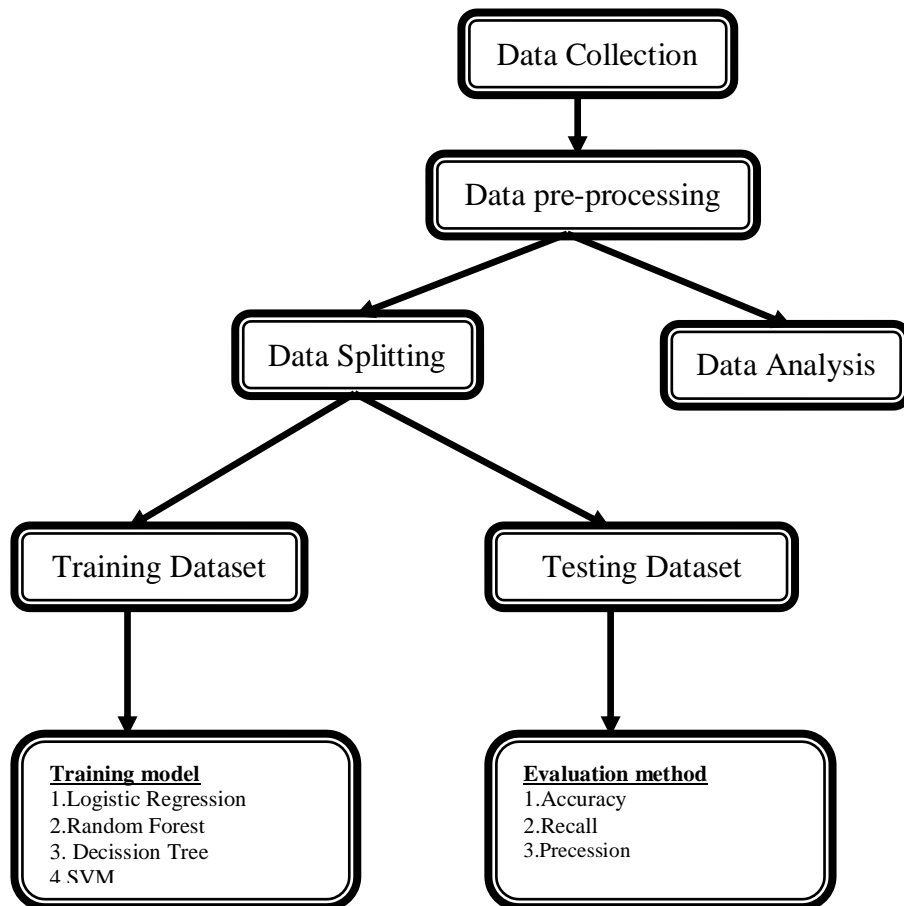 Data Collection
Data pre-processing
Data Splitting
Data Analysis
Training Dataset
Testing Dataset
Training model
1.Logistic Regression
2.Random Forest
3. Decission Tree
4.SVM
Evaluation method
1.Accuracy
2.Recall
3.Precession